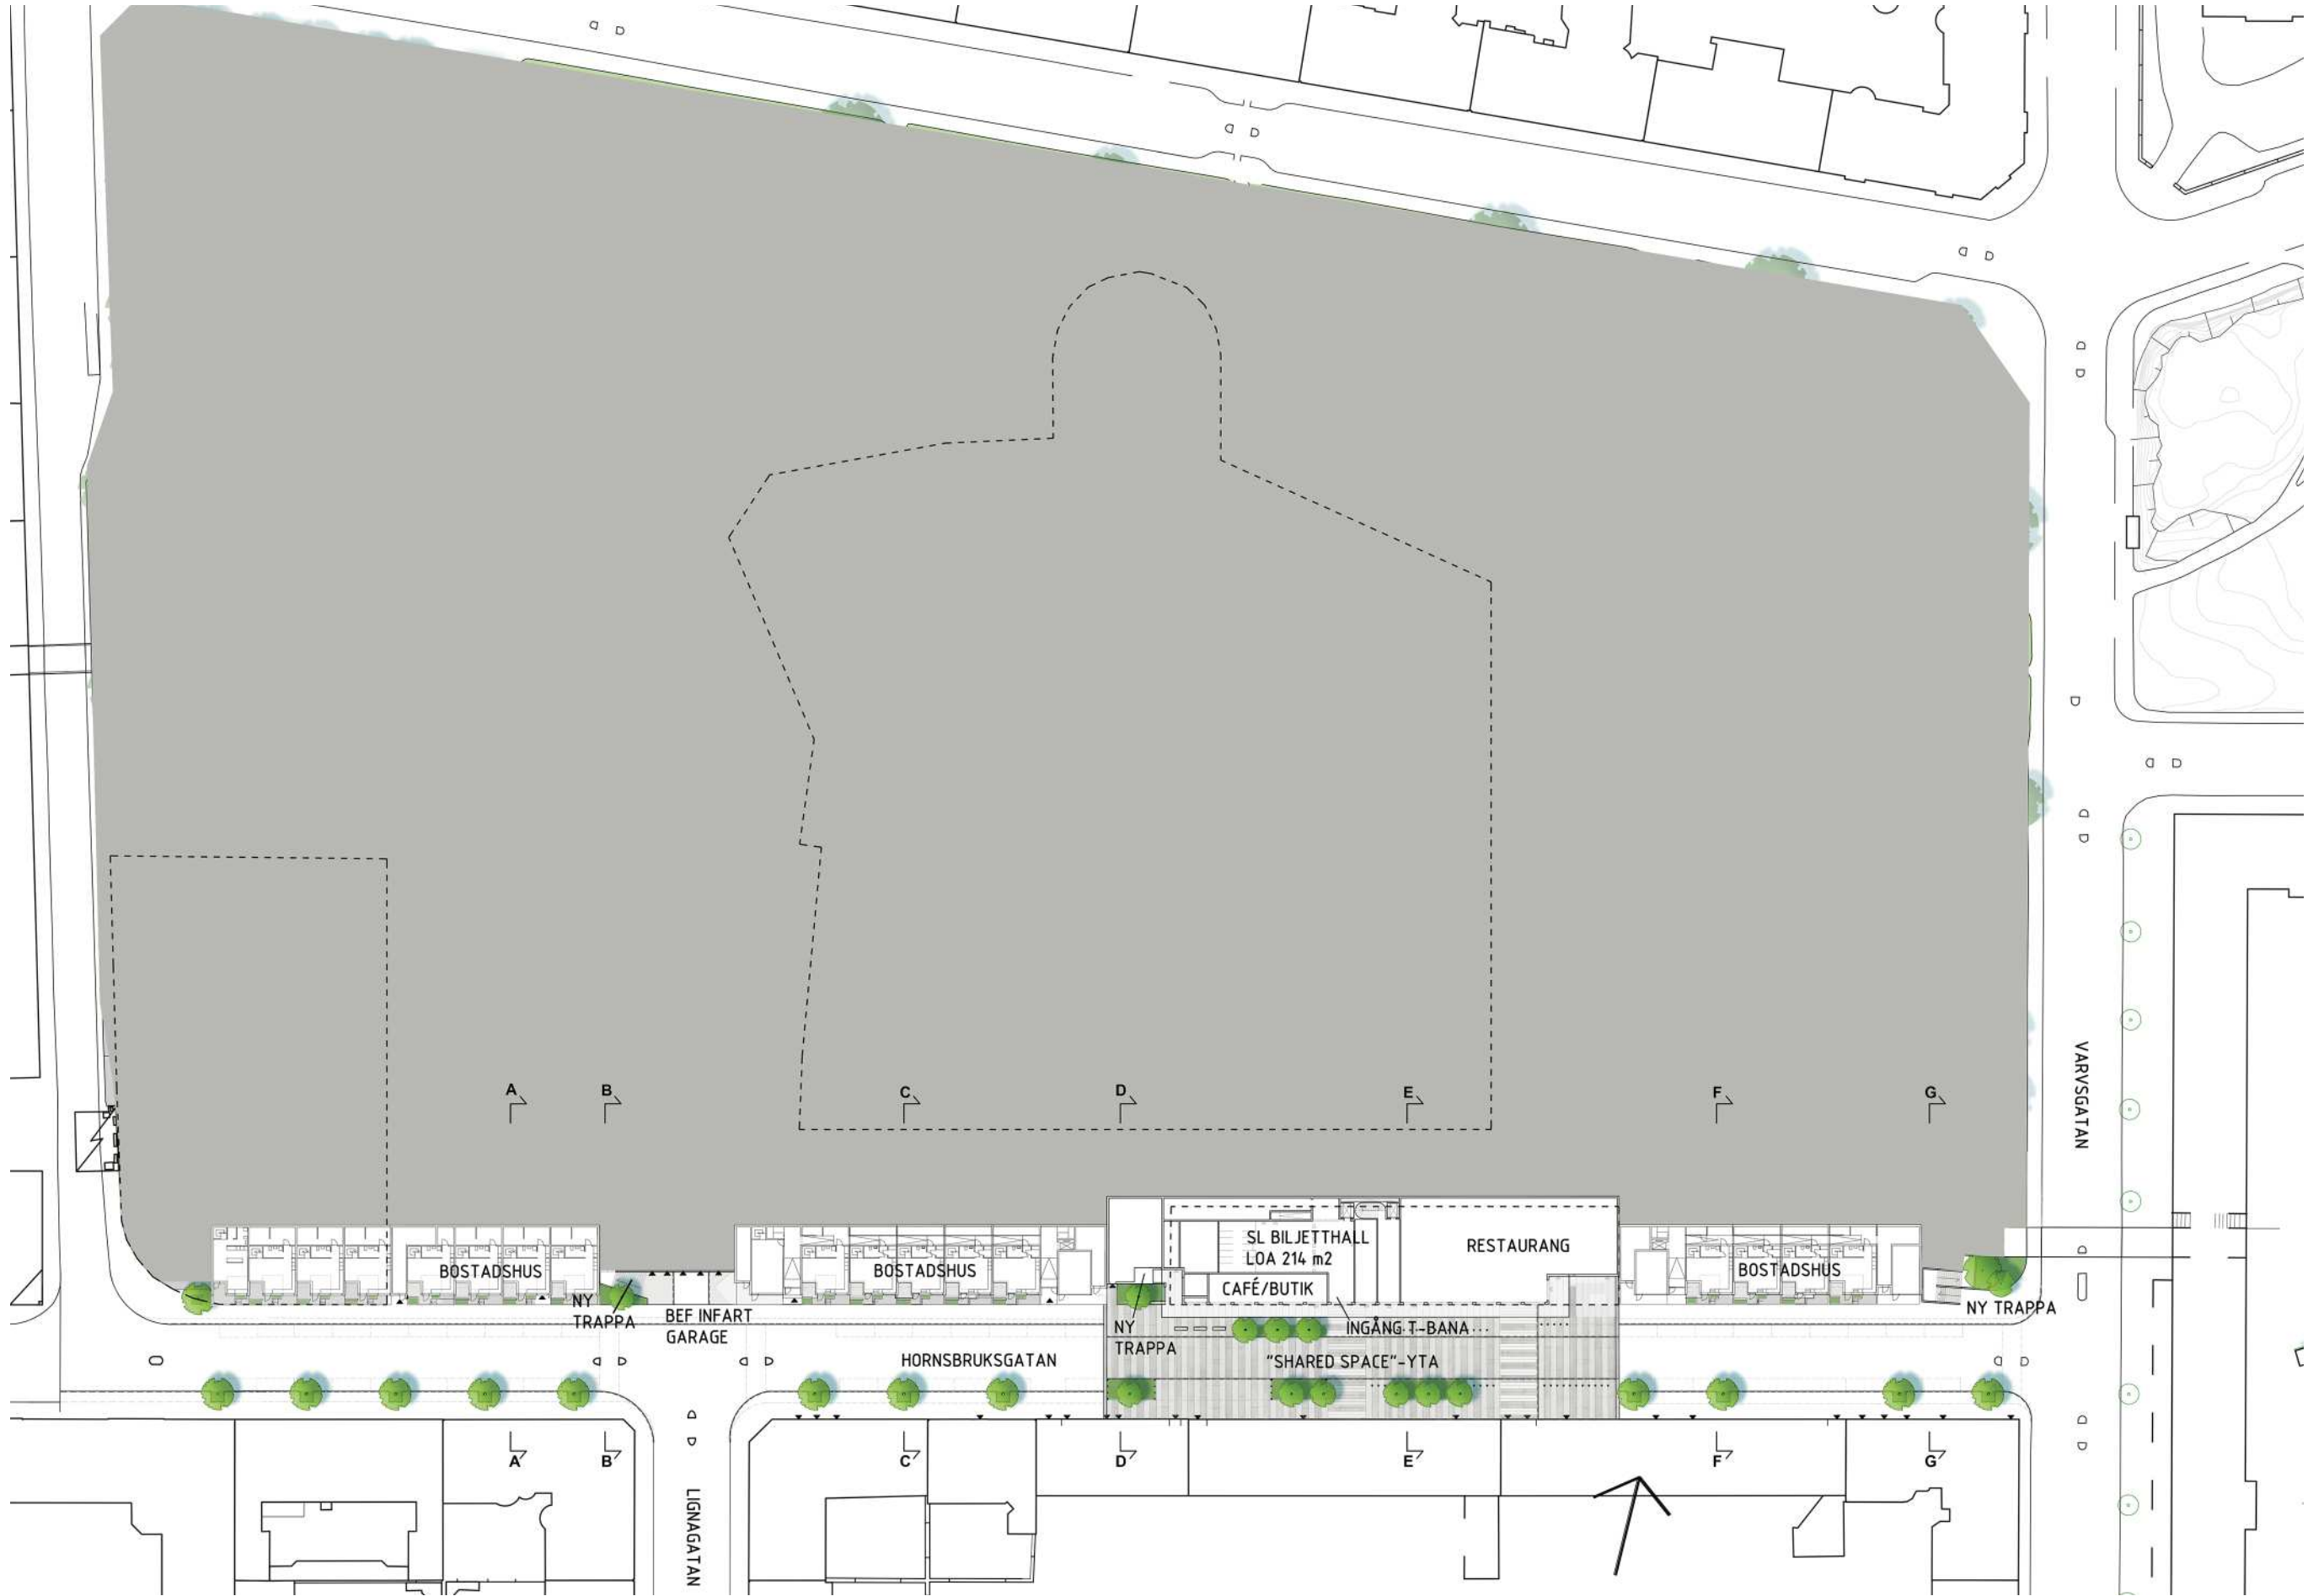 A
B
C
D
E
F
G
VARVSGATAN
SL BILJETTHALL
LOA 214 m2
RESTAURANG
BOSTADSHUS
BOSTADSHUS
BOSTADSHUS
CAFÉ/BUTIK
NY
TRAPPA
BEF INFART
GARAGE
NY
TRAPPA
INGÅNG T-BANA
NY TRAPPA
HORNSBRUKSGATAN
"SHARED SPACE"-YTA
A
B
C
D
E
F
G
LIGNAGATAN